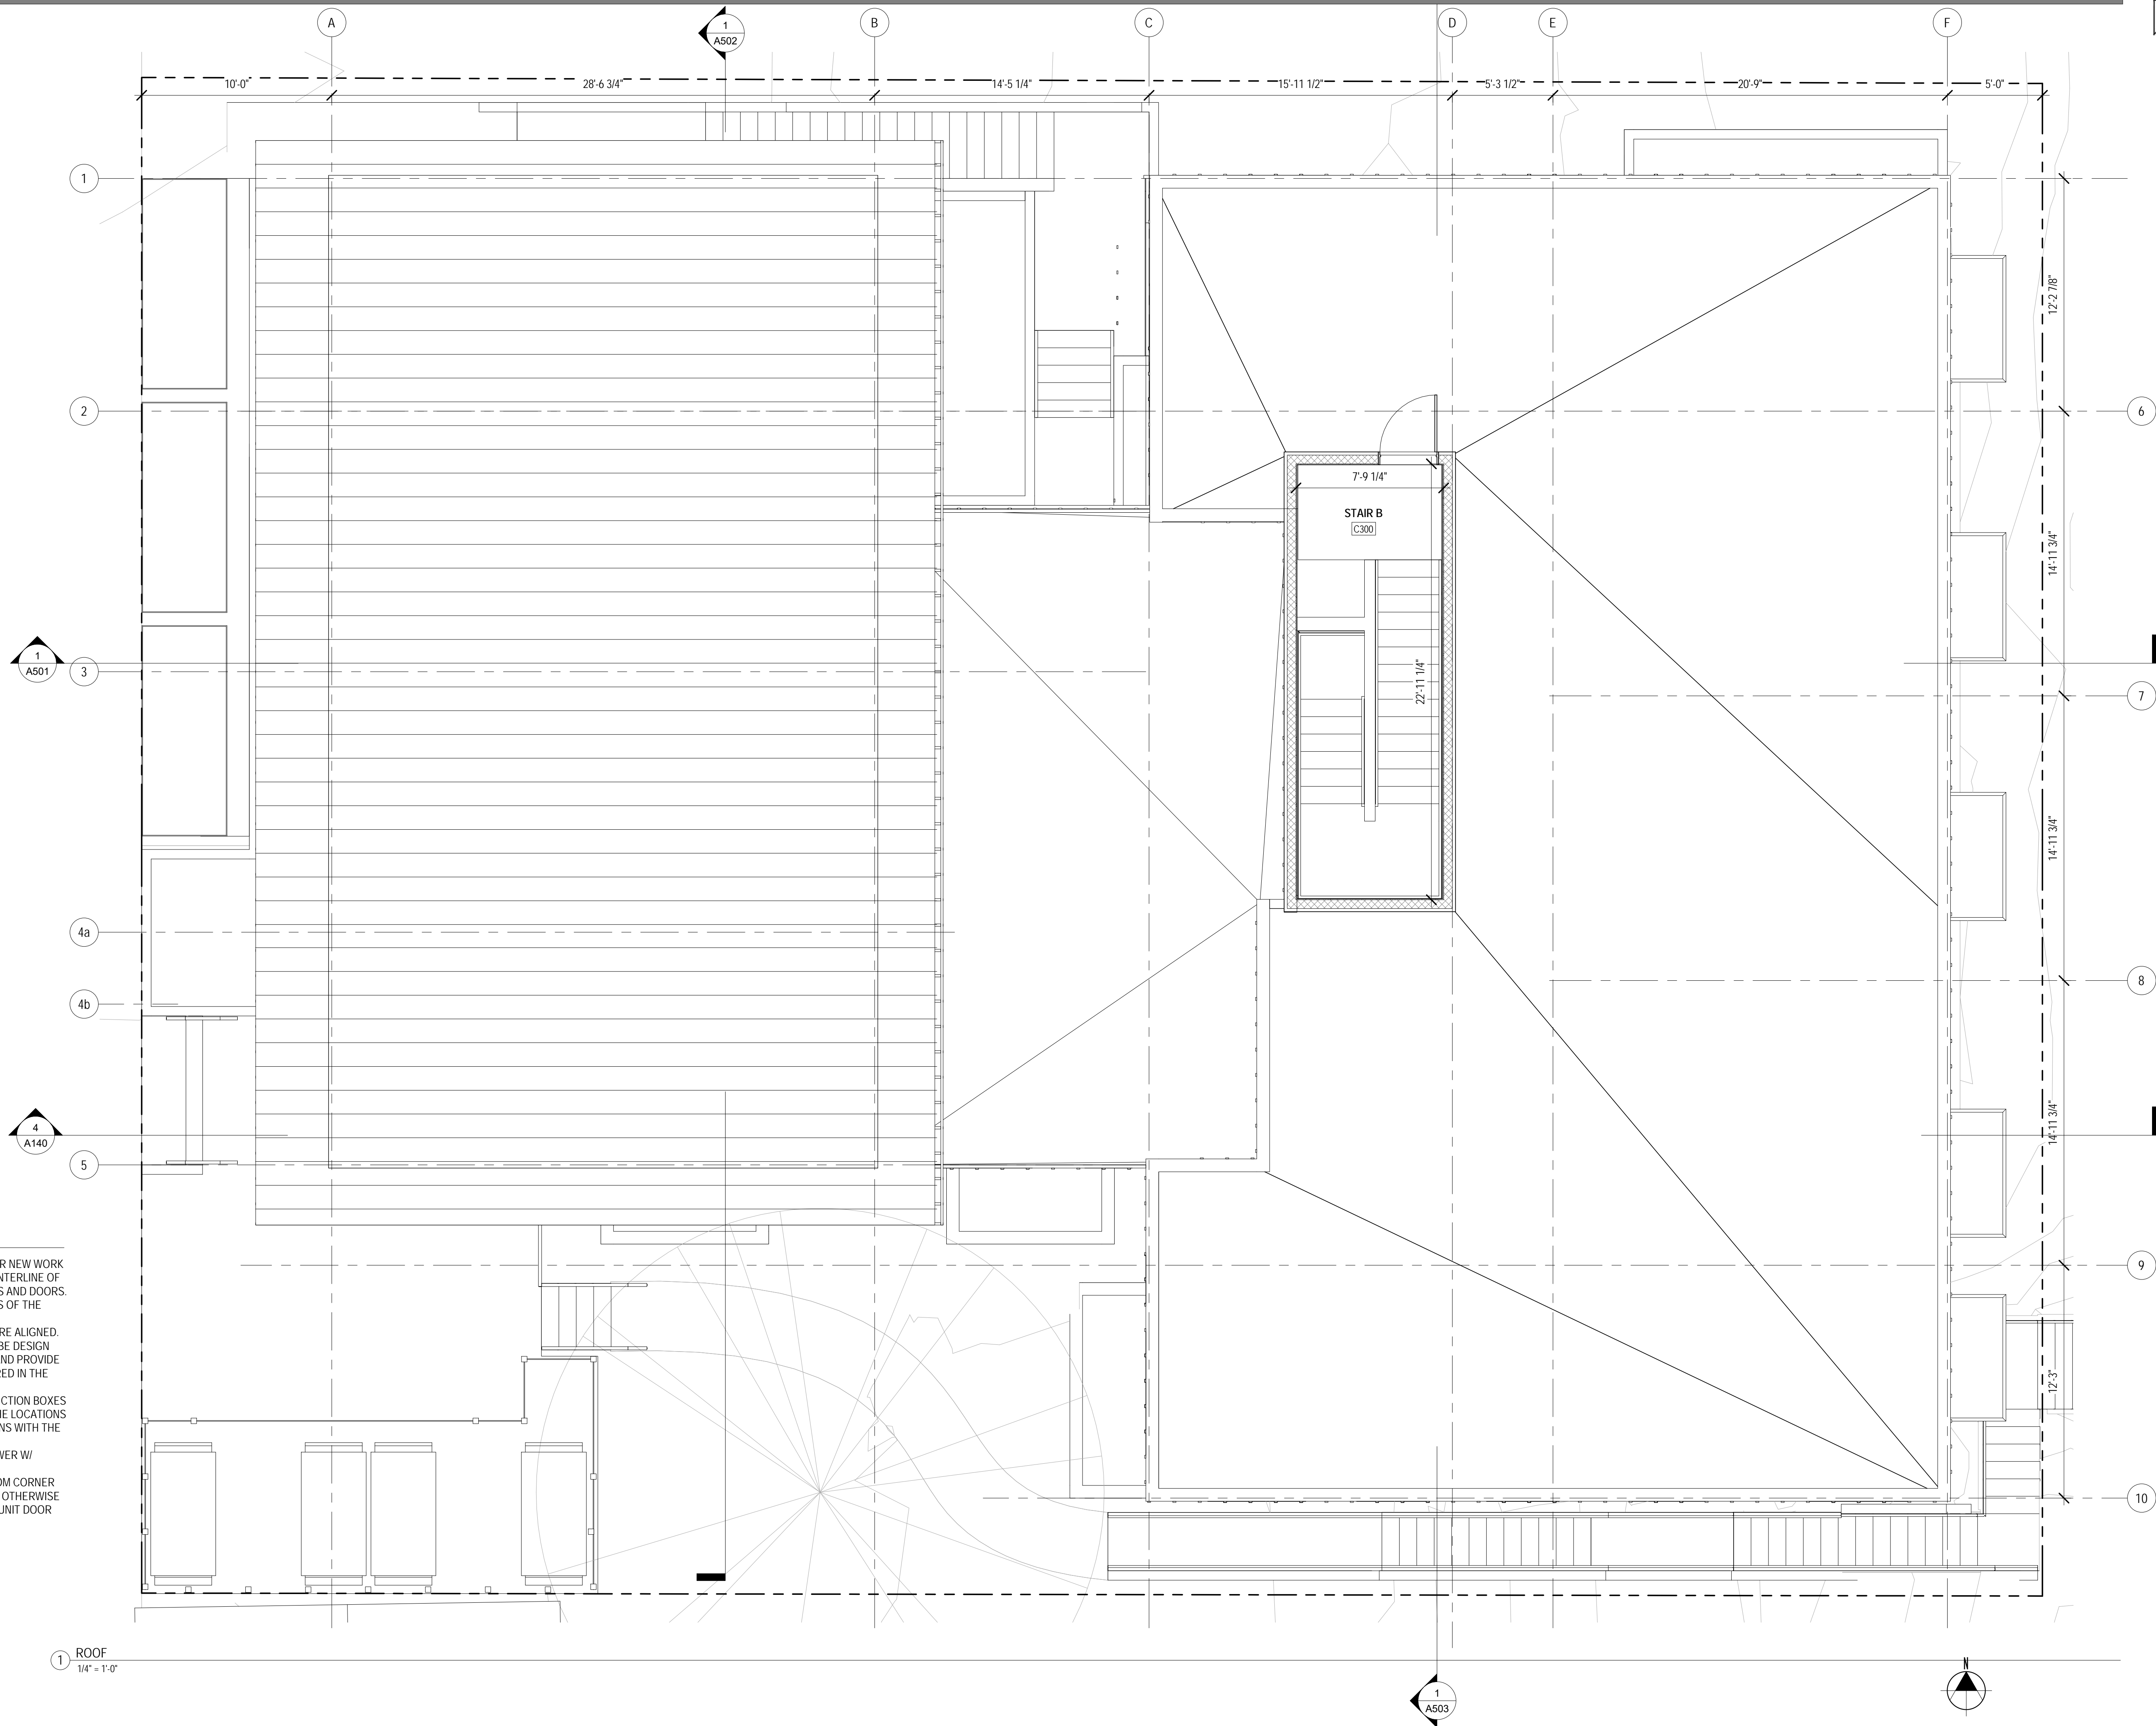 A
1
A502
B
C
D
E
F
10'-0"
28'-6 3/4"
14'-5 1/4"
15'-11 1/2"
5'-3 1/2"
20'-9"
5'-0"
1
12'-2 7/8"
2
6
7'-9 1/4"
STAIR B
C300
14'-11 3/4"
1
A501
3
22'-11 1/4"
7
14'-11 3/4"
4a
4b
8
4
A140
14'-11 3/4"
5
R NEW WORK
NTERLINE OF
S AND DOORS.
S OF THE
RE ALIGNED.
BE DESIGN
AND PROVIDE
RED IN THE
CTION BOXES
HE LOCATIONS
NS WITH THE
WER W/
OM CORNER
OTHERWISE
UNIT DOOR
9
12'-3"
10
1
ROOF
1/4" = 1'-0"
N
1
A503